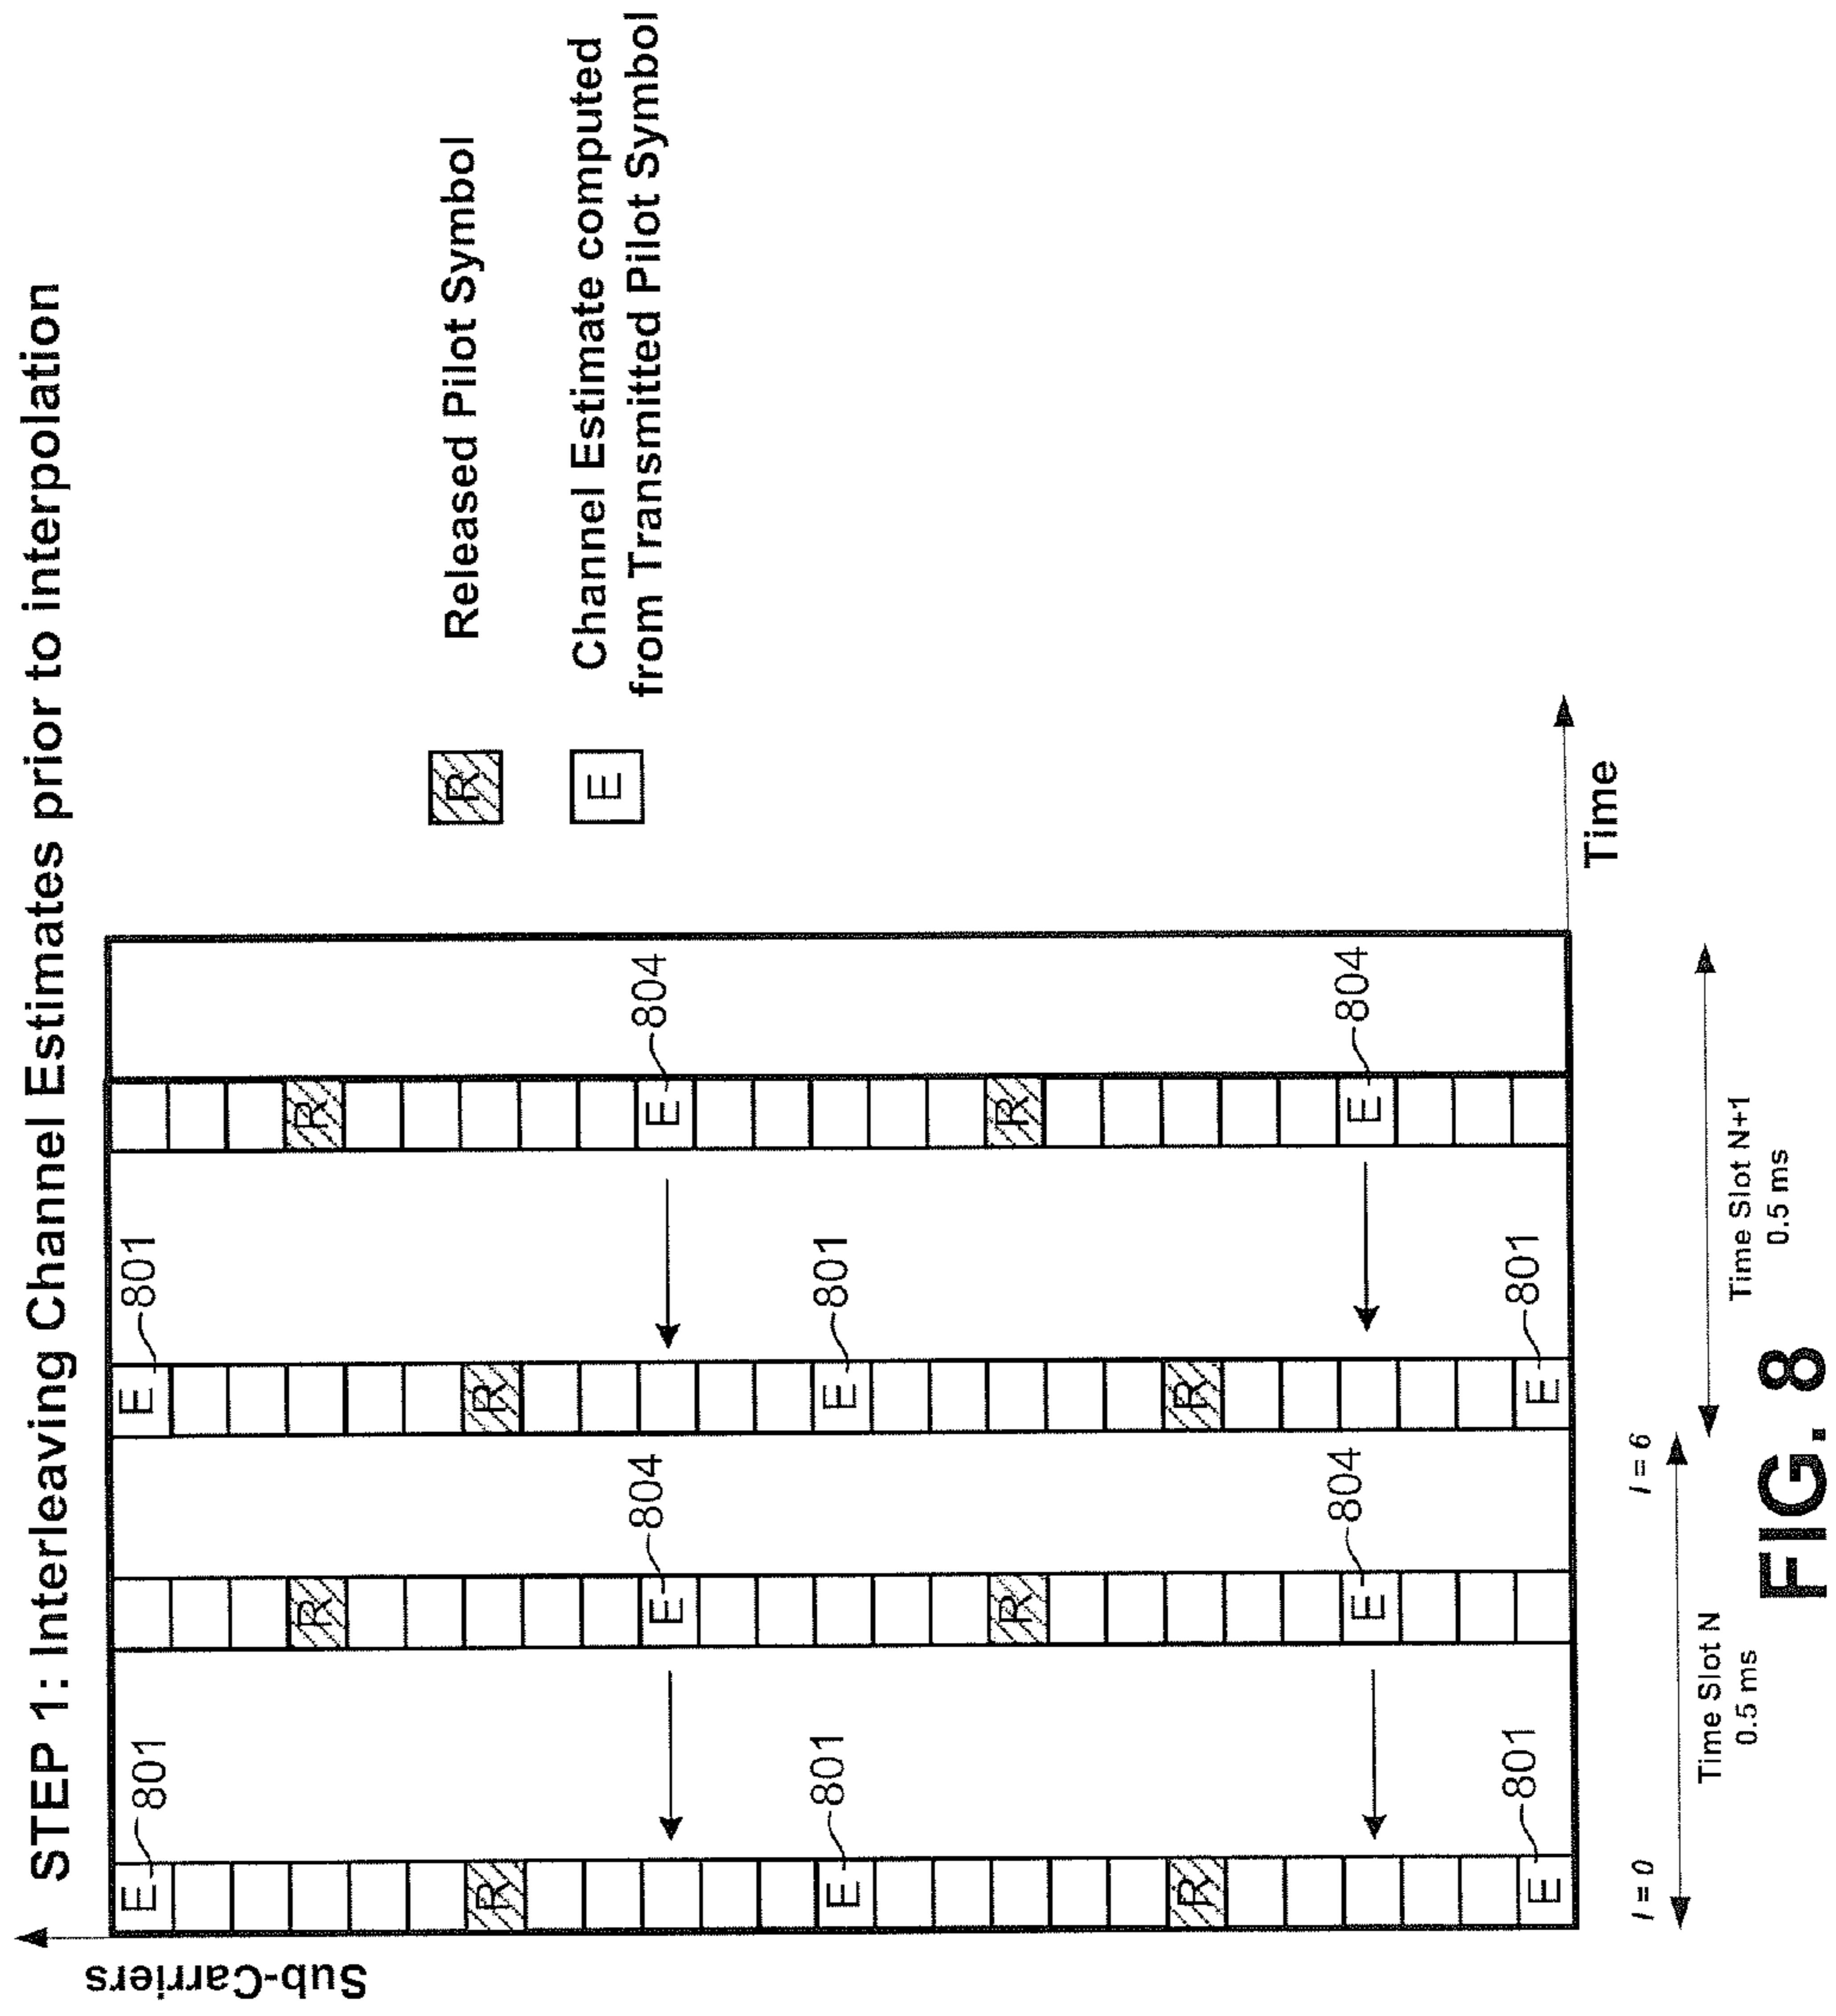 STEP 1: Interleaving Channel Estimates prior to interpolation
Sub-Carriers
E 801
R
E 801
R
E 801
R
E 804
R
E 804
E 801
R
E 801
R
E 801
R
E 804
R
E 804
R Released Pilot Symbol
E Channel Estimate computed
from Transmitted Pilot Symbol
Time
l = 0
l = 6
Time Slot N
0.5 ms
Time Slot N+1
0.5 ms
FIG. 8